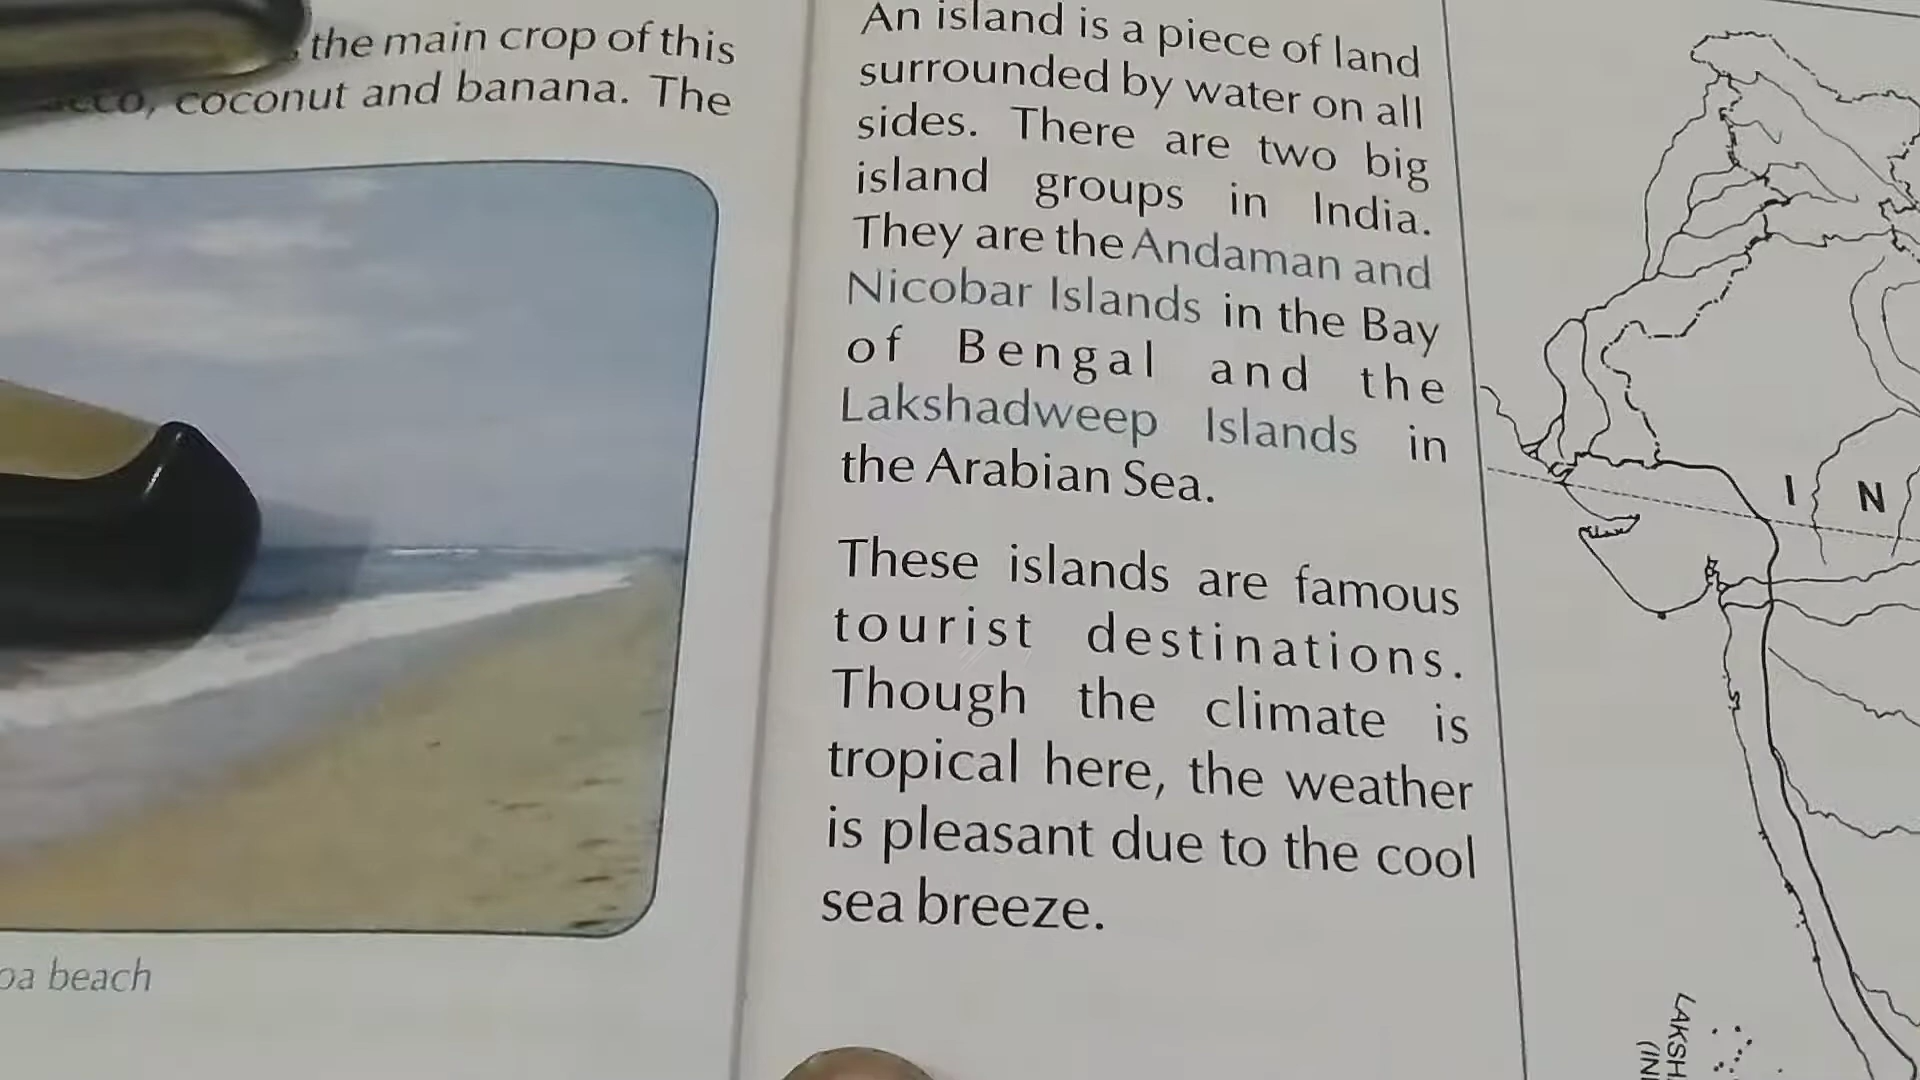 the main crop of this
coconut and banana. The
beach
An island is a piece of land
surrounded by water on all
sides. There are two big
island groups in India.
They are the Andaman and
Nicobar Islands in the Bay
of Bengal and the
Lakshadweep Islands in
the Arabian Sea.
These islands are famous
tourist destinations.
Though the climate is
tropical here, the weather
is pleasant due to the cool
sea breeze.
I N
LAKSH
(IN